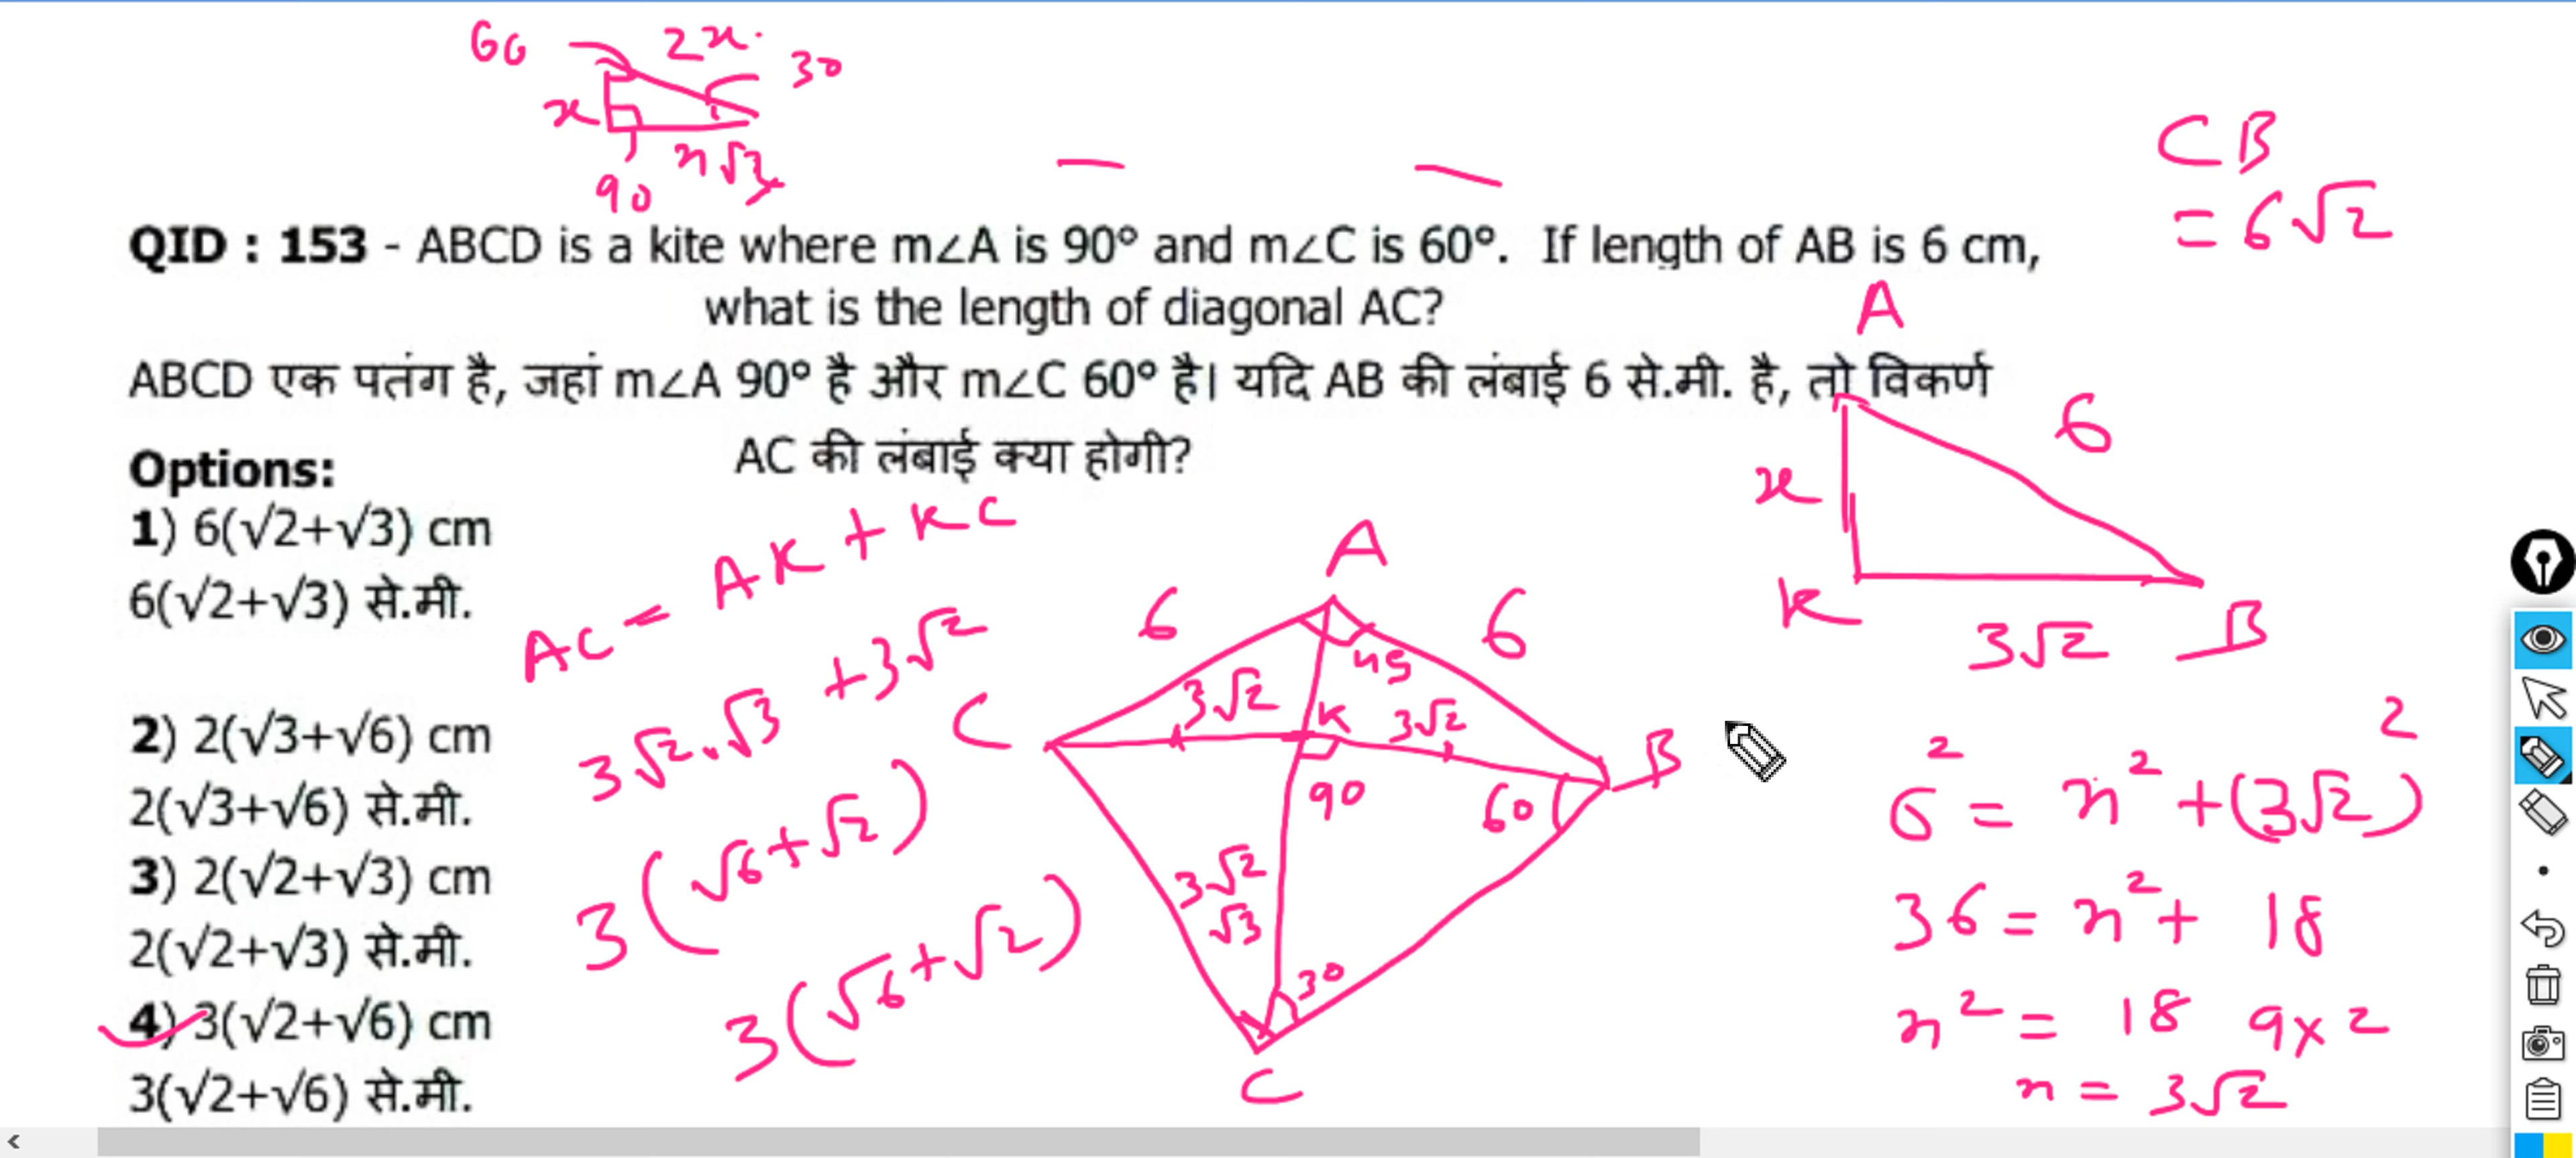 60 2x 30
x
90 x√3
CB
= 6√2
QID : 153 - ABCD is a kite where m∠A is 90° and m∠C is 60°. If length of AB is 6 cm,
what is the length of diagonal AC?
ABCD एक पतंग है, जहां m∠A 90° है और m∠C 60° है। यदि AB की लंबाई 6 से.मी. है, तो विकर्ण
AC की लंबाई क्या होगी?
Options:
1) 6(√2+√3) cm
6(√2+√3) से.मी.
2) 2(√3+√6) cm
2(√3+√6) से.मी.
3) 2(√2+√3) cm
2(√2+√3) से.मी.
4) 3(√2+√6) cm
3(√2+√6) से.मी.
AC = AK + KC
3√2.√3 +3√2
3(√6+√2)
3(√6+√2)
A
6 6
45
3√2 K 3√2
C B
90 60
3√2
√3
30
C
A
6
x
K B
3√2
6² = x² + (3√2)²
36 = x² + 18
x² = 18 9x2
x = 3√2